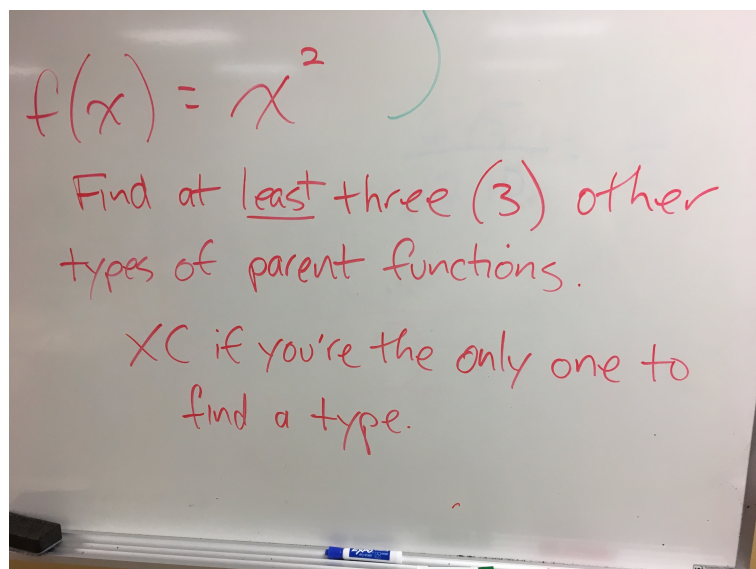 f(x) = x²
Find at least three (3) other
types of parent functions.
XC if you're the only one to
find a type.
expo